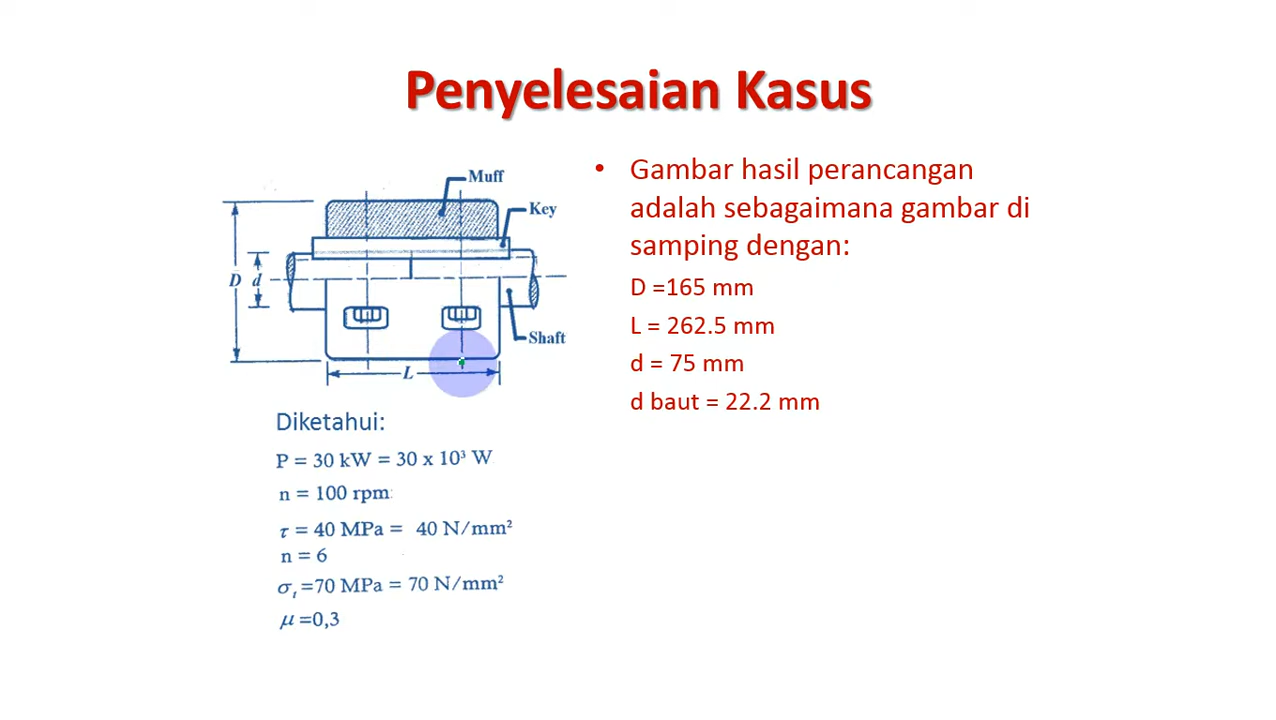 Penyelesaian Kasus
Muff
Key
D
d
Shaft
L
Diketahui:
P = 30 kW = 30 x 10³ W
n = 100 rpm
τ = 40 MPa = 40 N/mm²
n = 6
σt =70 MPa = 70 N/mm²
μ =0,3
• Gambar hasil perancangan
adalah sebagaimana gambar di
samping dengan:
D =165 mm
L = 262.5 mm
d = 75 mm
d baut = 22.2 mm